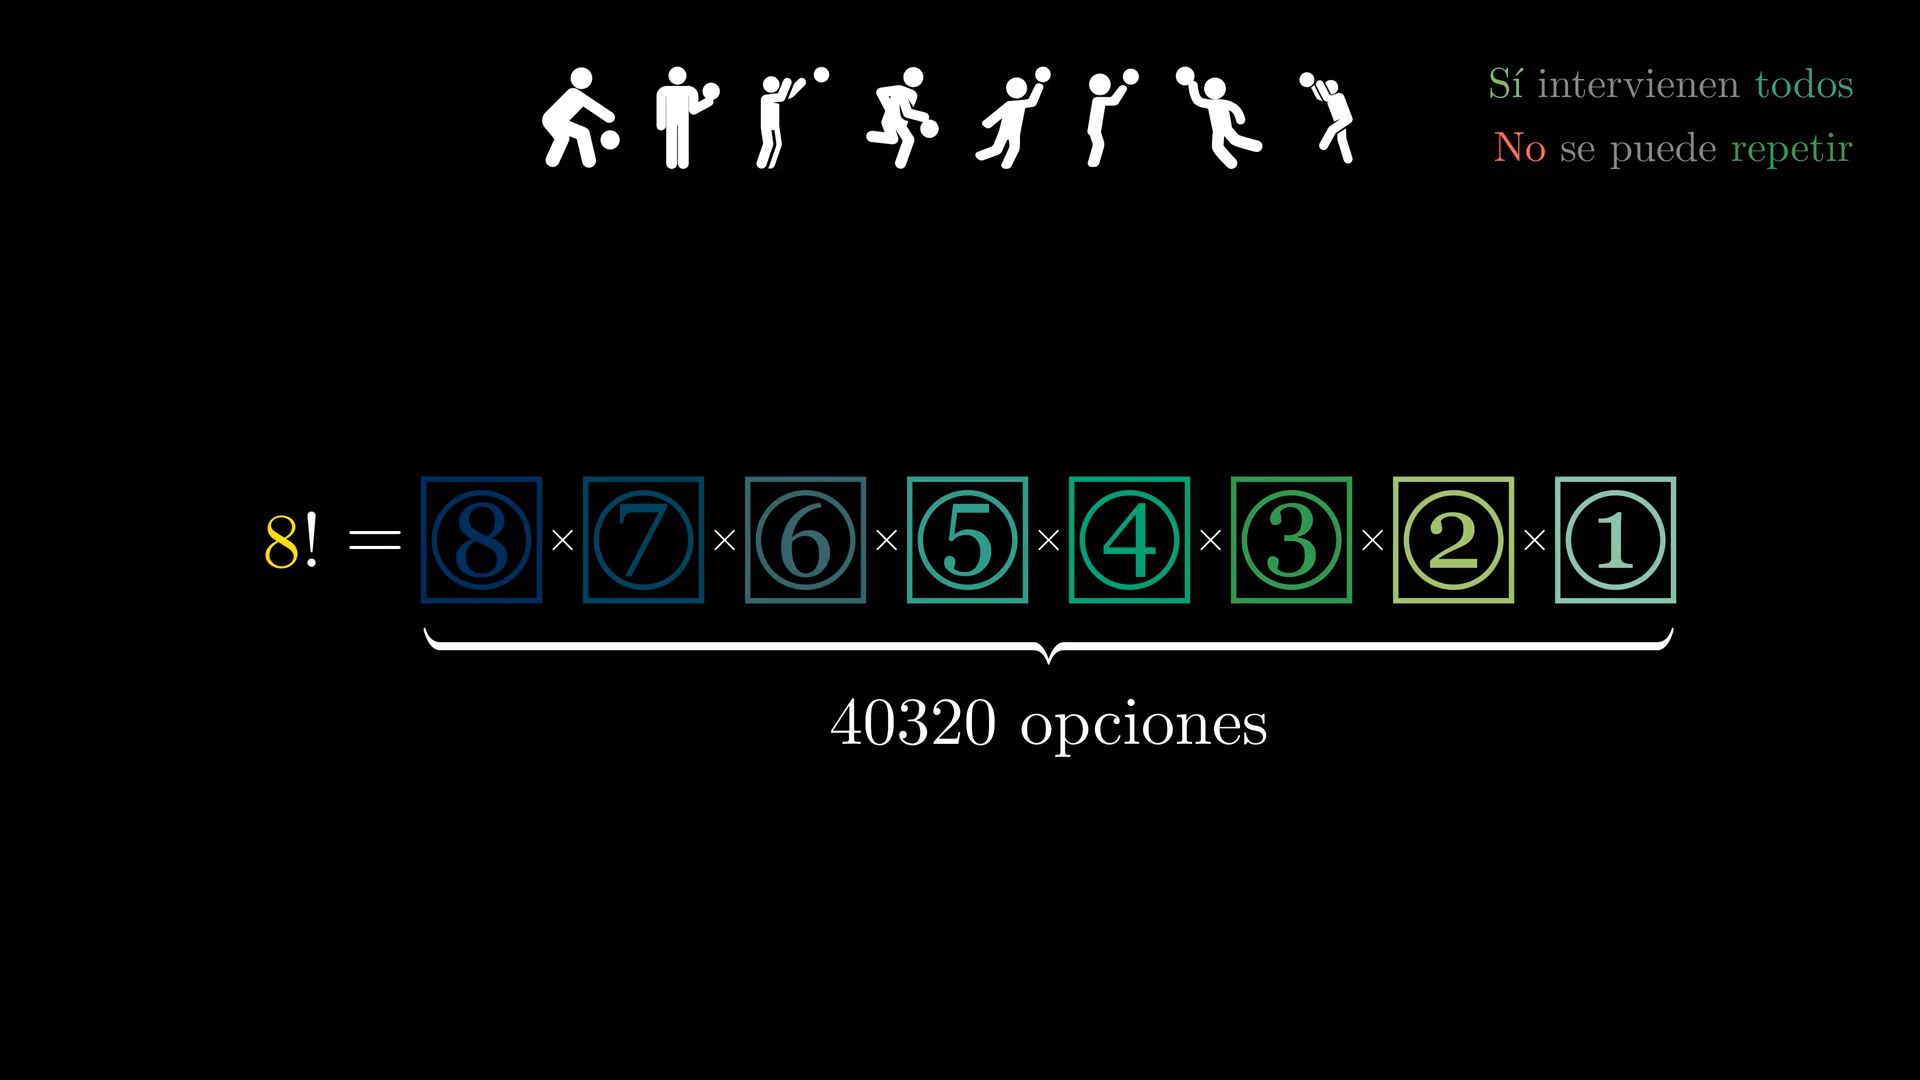 Sí intervienen todos
No se puede repetir
8! = 8 × 7 × 6 × 5 × 4 × 3 × 2 × 1
40320 opciones